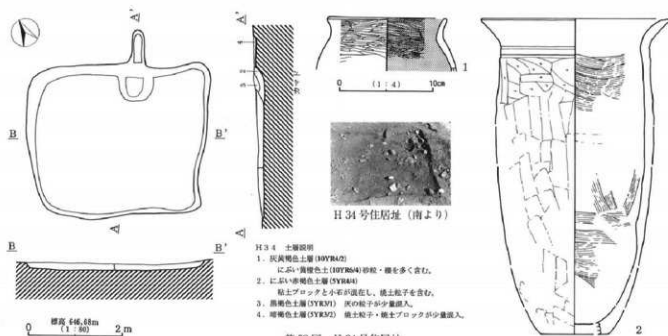 A'
A
A'
B
B'
A
B
B'
標高 646.68m
0 (1:80) 2 m
1
0 (1:4) 10cm
H34号住居址(南より)
H34 土層説明
1.灰黄褐色土層(10YR4/2)
にぶい黄橙色土(10YR6/4)砂粒・礫を多く含む。
2.にぶい赤褐色土層(5YR4/4)
粘土ブロックと小石が混在し、焼土粒子を含む。
3.黒褐色土層(5YR3/1) 灰の粒子が少量混入。
4.暗褐色土層(5YR3/2) 焼土粒子・焼土ブロックが少量混入。
2